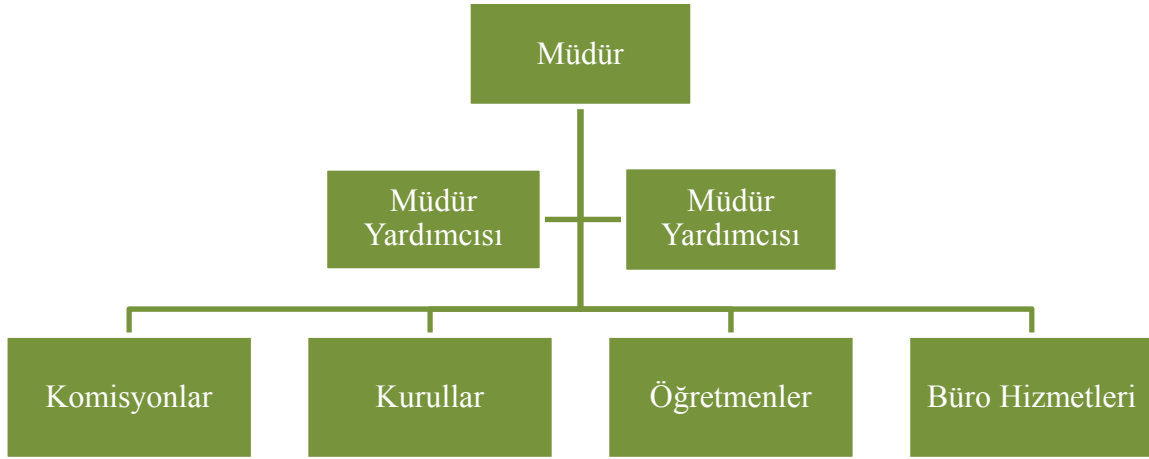 Müdür
Müdür
Yardımcısı
Müdür
Yardımcısı
Komisyonlar
Kurullar
Öğretmenler
Büro Hizmetleri